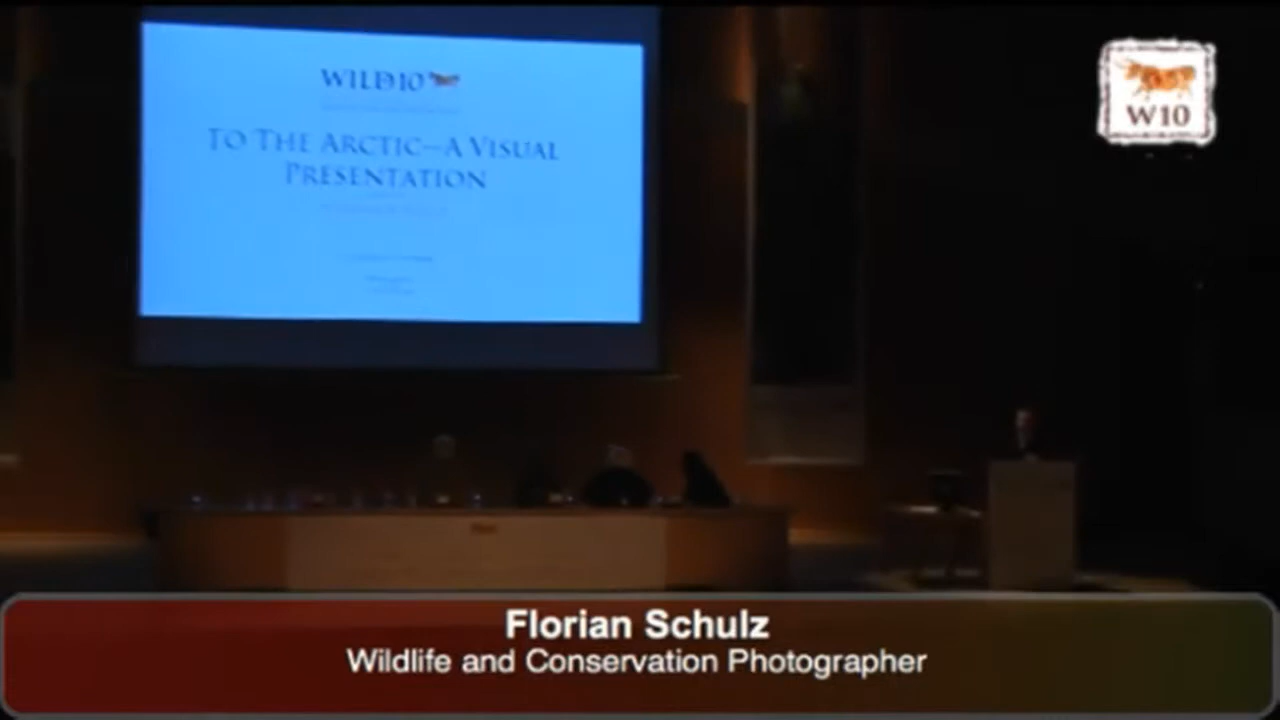 WILD10
TO THE ARCTIC—A VISUAL
PRESENTATION
W10
Florian Schulz
Wildlife and Conservation Photographer